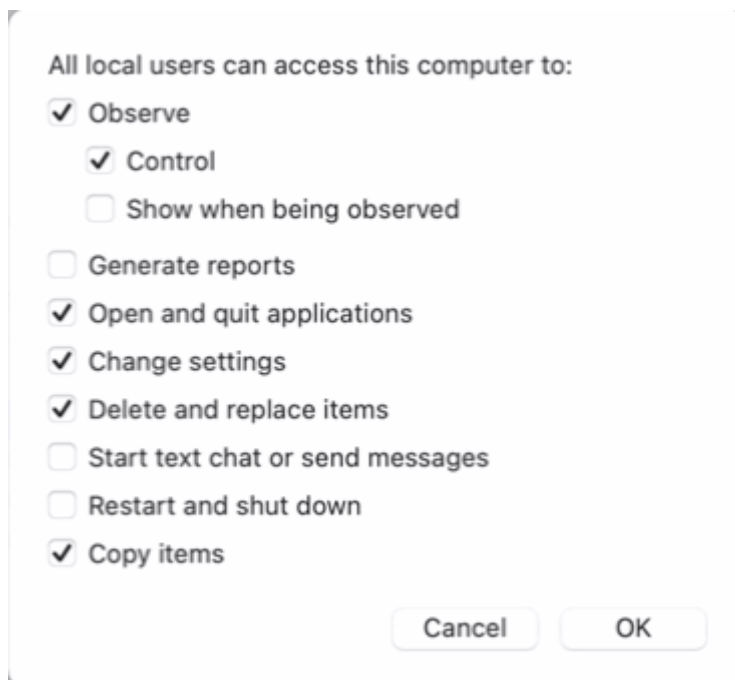 All local users can access this computer to:
Observe
Control
Show when being observed
Generate reports
Open and quit applications
Change settings
Delete and replace items
Start text chat or send messages
Restart and shut down
Copy items
Cancel OK